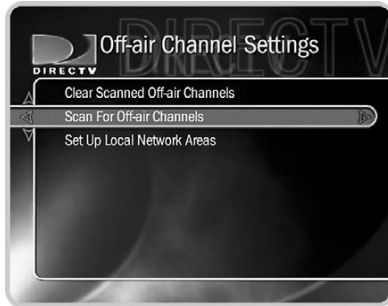 DIRECTV
Off-air Channel Settings
DIRECTV
Clear Scanned Off-air Channels
Scan For Off-air Channels
Set Up Local Network Areas